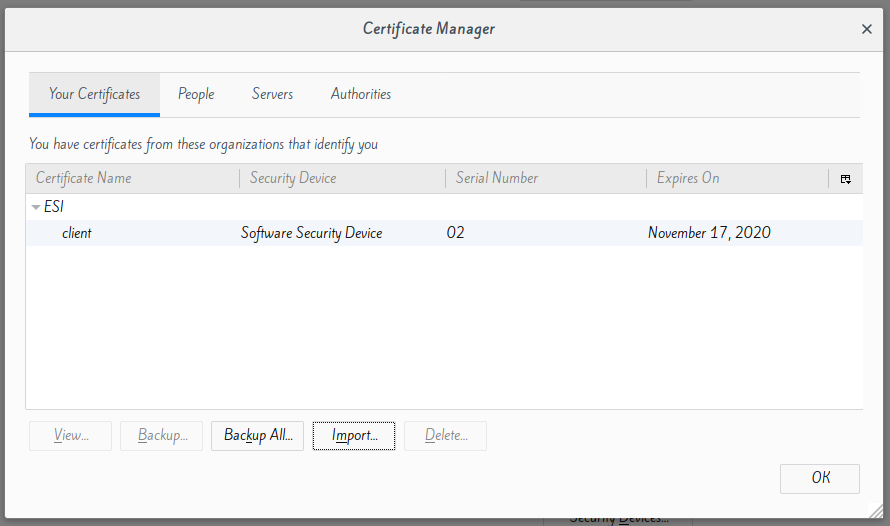 Certificate Manager
Your Certificates People Servers Authorities
You have certificates from these organizations that identify you
Certificate Name Security Device Serial Number Expires On
ESI
client Software Security Device 02 November 17, 2020
View... Backup... Backup All... Import... Delete...
OK
Security Devices...